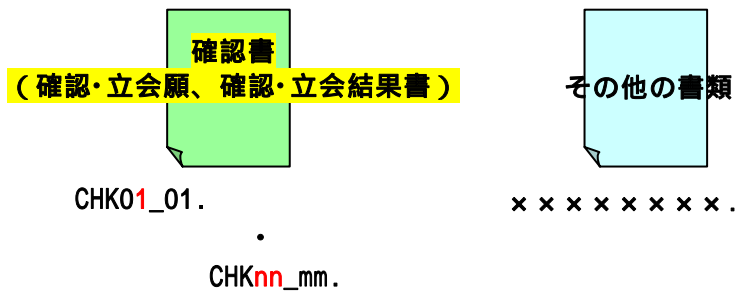 確認書
（確認･立会願、確認･立会結果書）
その他の書類
CHK01_01.
××××××××.
・
CHKnn_mm.